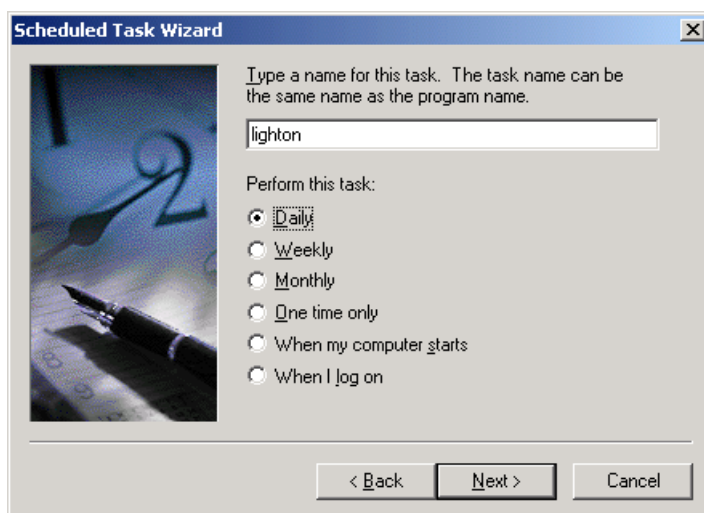 Scheduled Task Wizard
Type a name for this task. The task name can be
the same name as the program name.
lighton
Perform this task:
Daily
Weekly
Monthly
One time only
When my computer starts
When I log on
< Back
Next >
Cancel